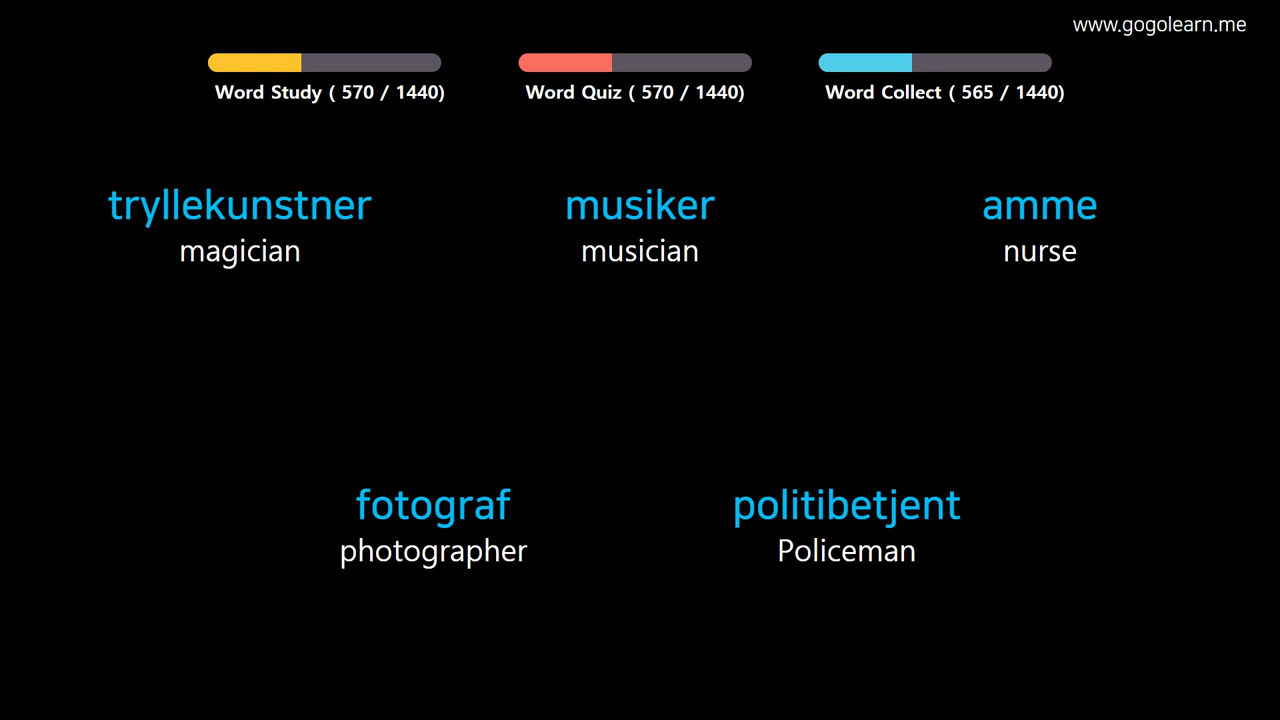 www.gogolearn.me
Word Study ( 570 / 1440)
Word Quiz ( 570 / 1440)
Word Collect ( 565 / 1440)
tryllekunstner
magician
musiker
musician
amme
nurse
fotograf
photographer
politibetjent
Policeman